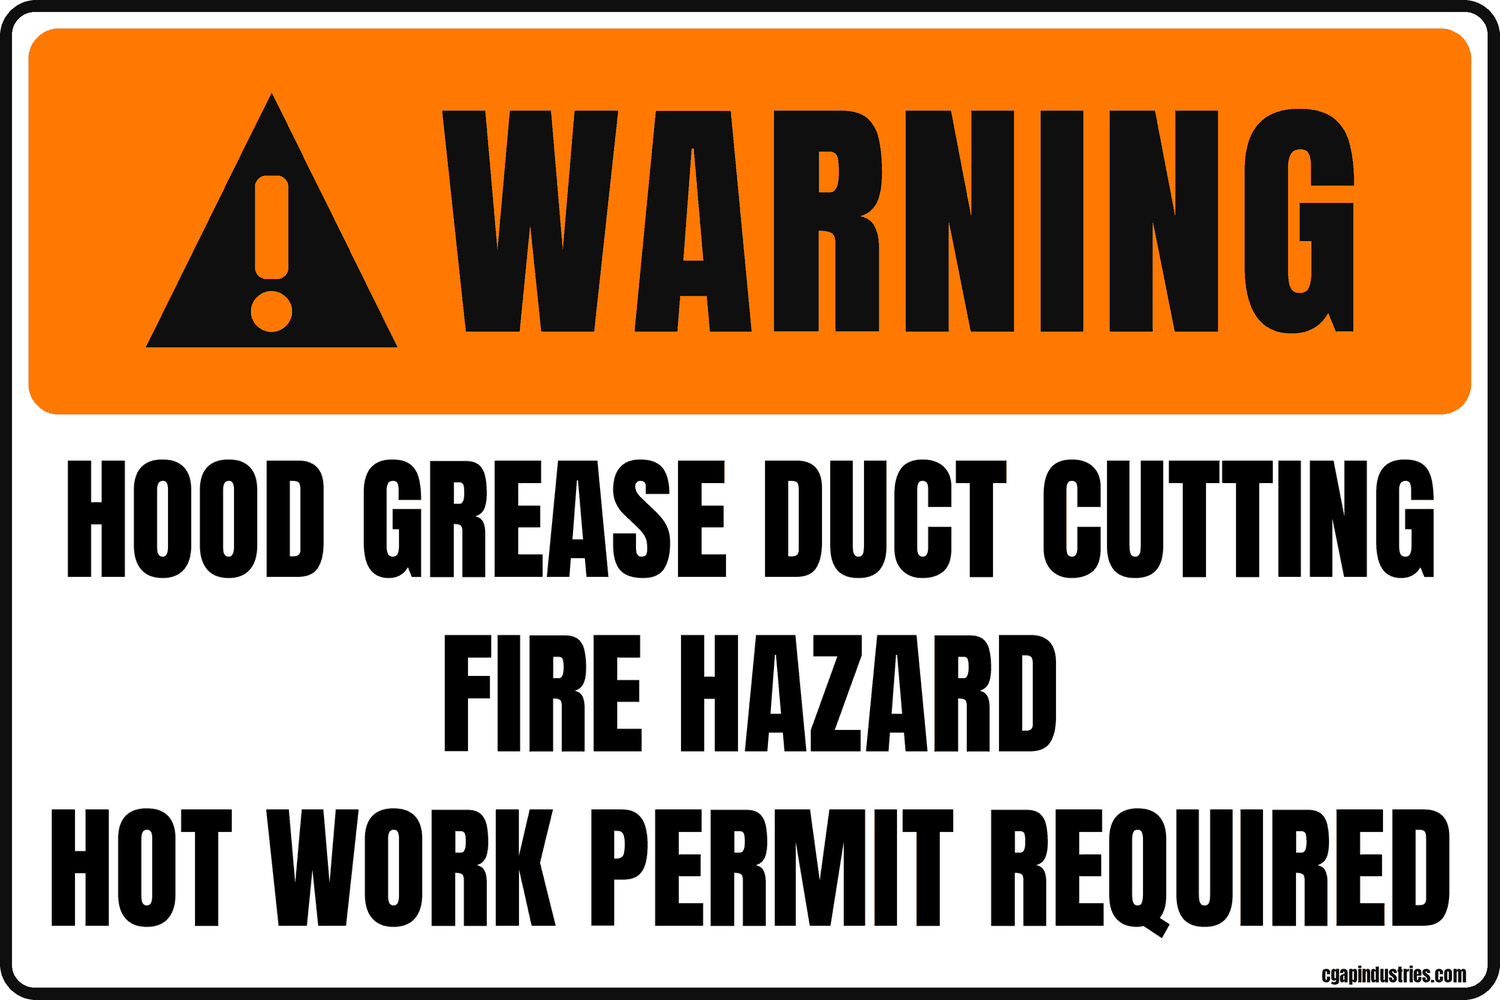 WARNING
HOOD GREASE DUCT CUTTING
FIRE HAZARD
HOT WORK PERMIT REQUIRED
cgapindustries.com